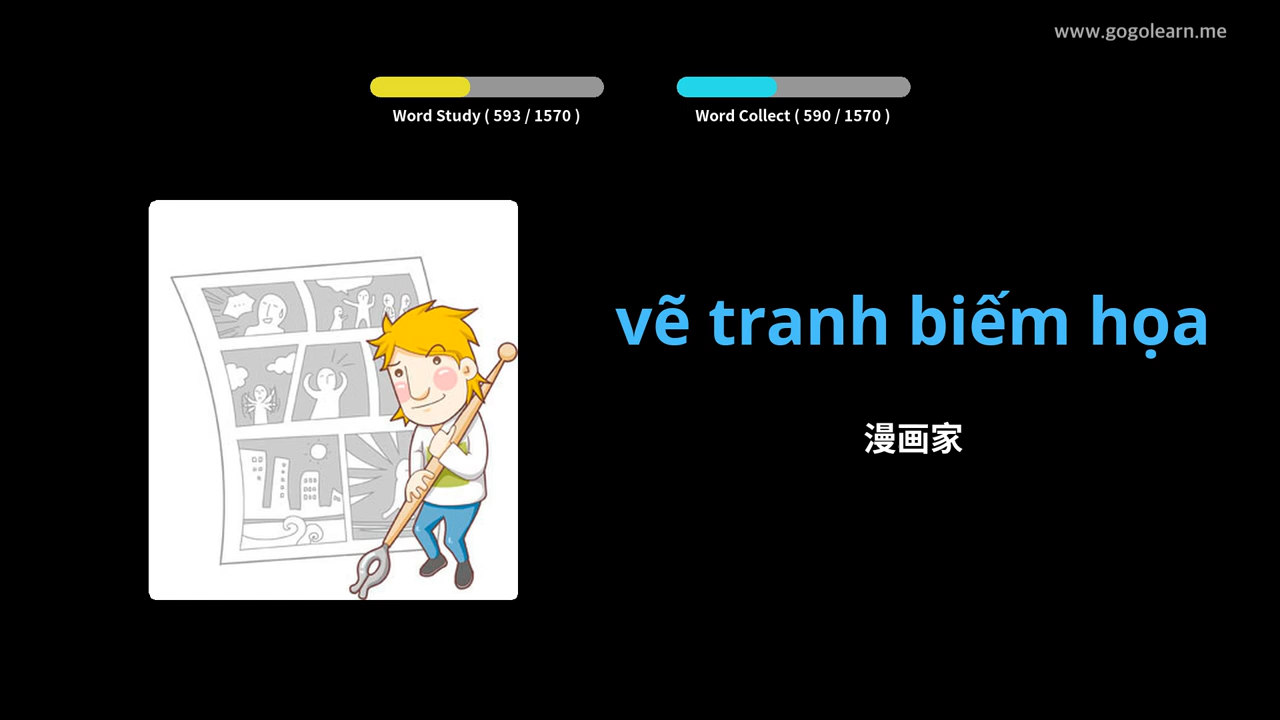 www.gogolearn.me
Word Study ( 593 / 1570 )
Word Collect ( 590 / 1570 )
vẽ tranh biếm họa
漫画家